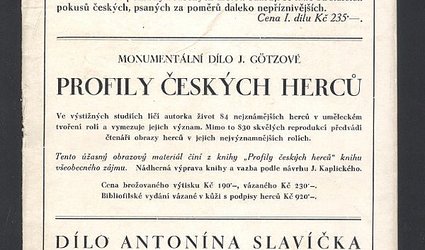 pokusů českých, psaných za poměrů daleko nepříznivějších.
Cena I. dílu Kč 235·—.
MONUMENTÁLNÍ DÍLO J. GÖTZOVÉ
PROFILY ČESKÝCH HERCŮ
Ve výstižných studiích líčí autorka život 84 nejznámějších herců v uměleckém
tvoření rolí a vymezuje jejich význam. Mimo to 830 skvělých reprodukcí předvádí
čtenáři obrazy herců v jejich nejvýznamnějších rolích.
Tento úžasný obrazový materiál činí z knihy „Profily českých herců“ knihu
všeobecného zájmu. Nádherná výprava knihy a vazba podle návrhu J. Kaplického.
Cena brožovaného výtisku Kč 190'—, vázaného Kč 230'—.
Bibliofilské vydání vázané v kůži s podpisy herců Kč 920'—.
DÍLO ANTONÍNA SLAVÍČKA